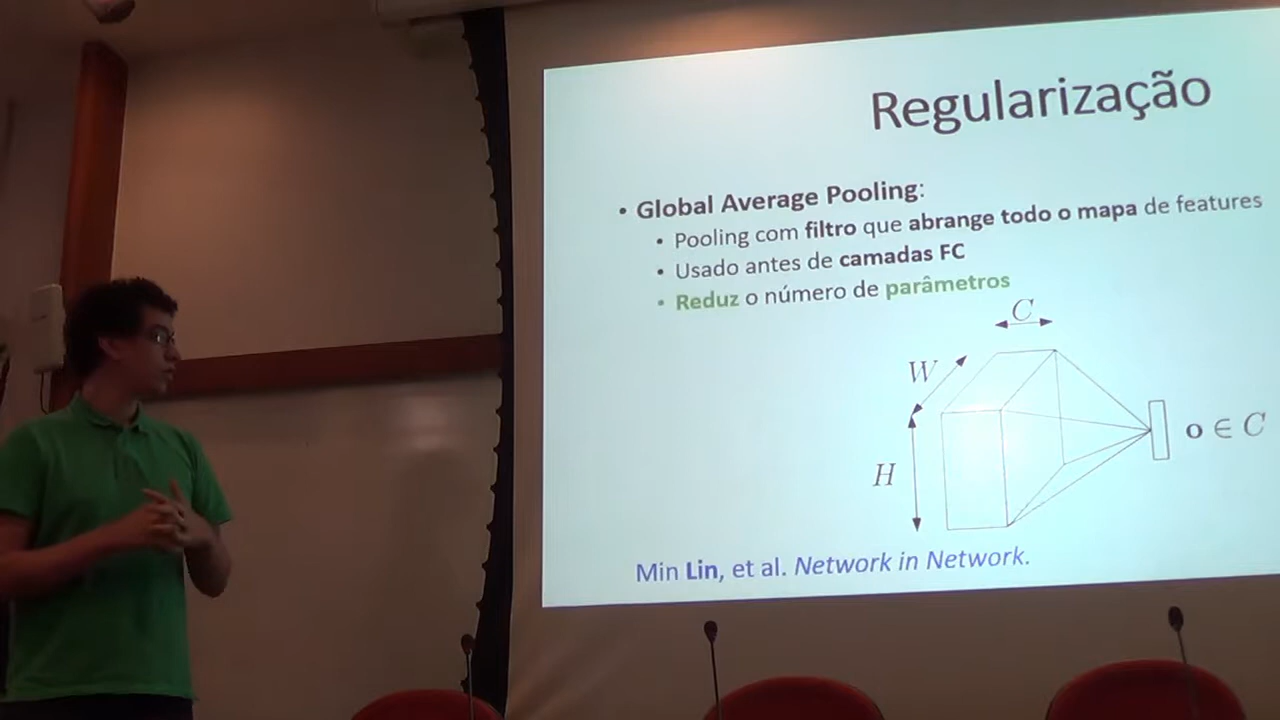 Regularização
• Global Average Pooling:
• Pooling com filtro que abrange todo o mapa de features
• Usado antes de camadas FC
• Reduz o número de parâmetros
C
W
H
o ∈ C
Min Lin, et al. Network in Network.